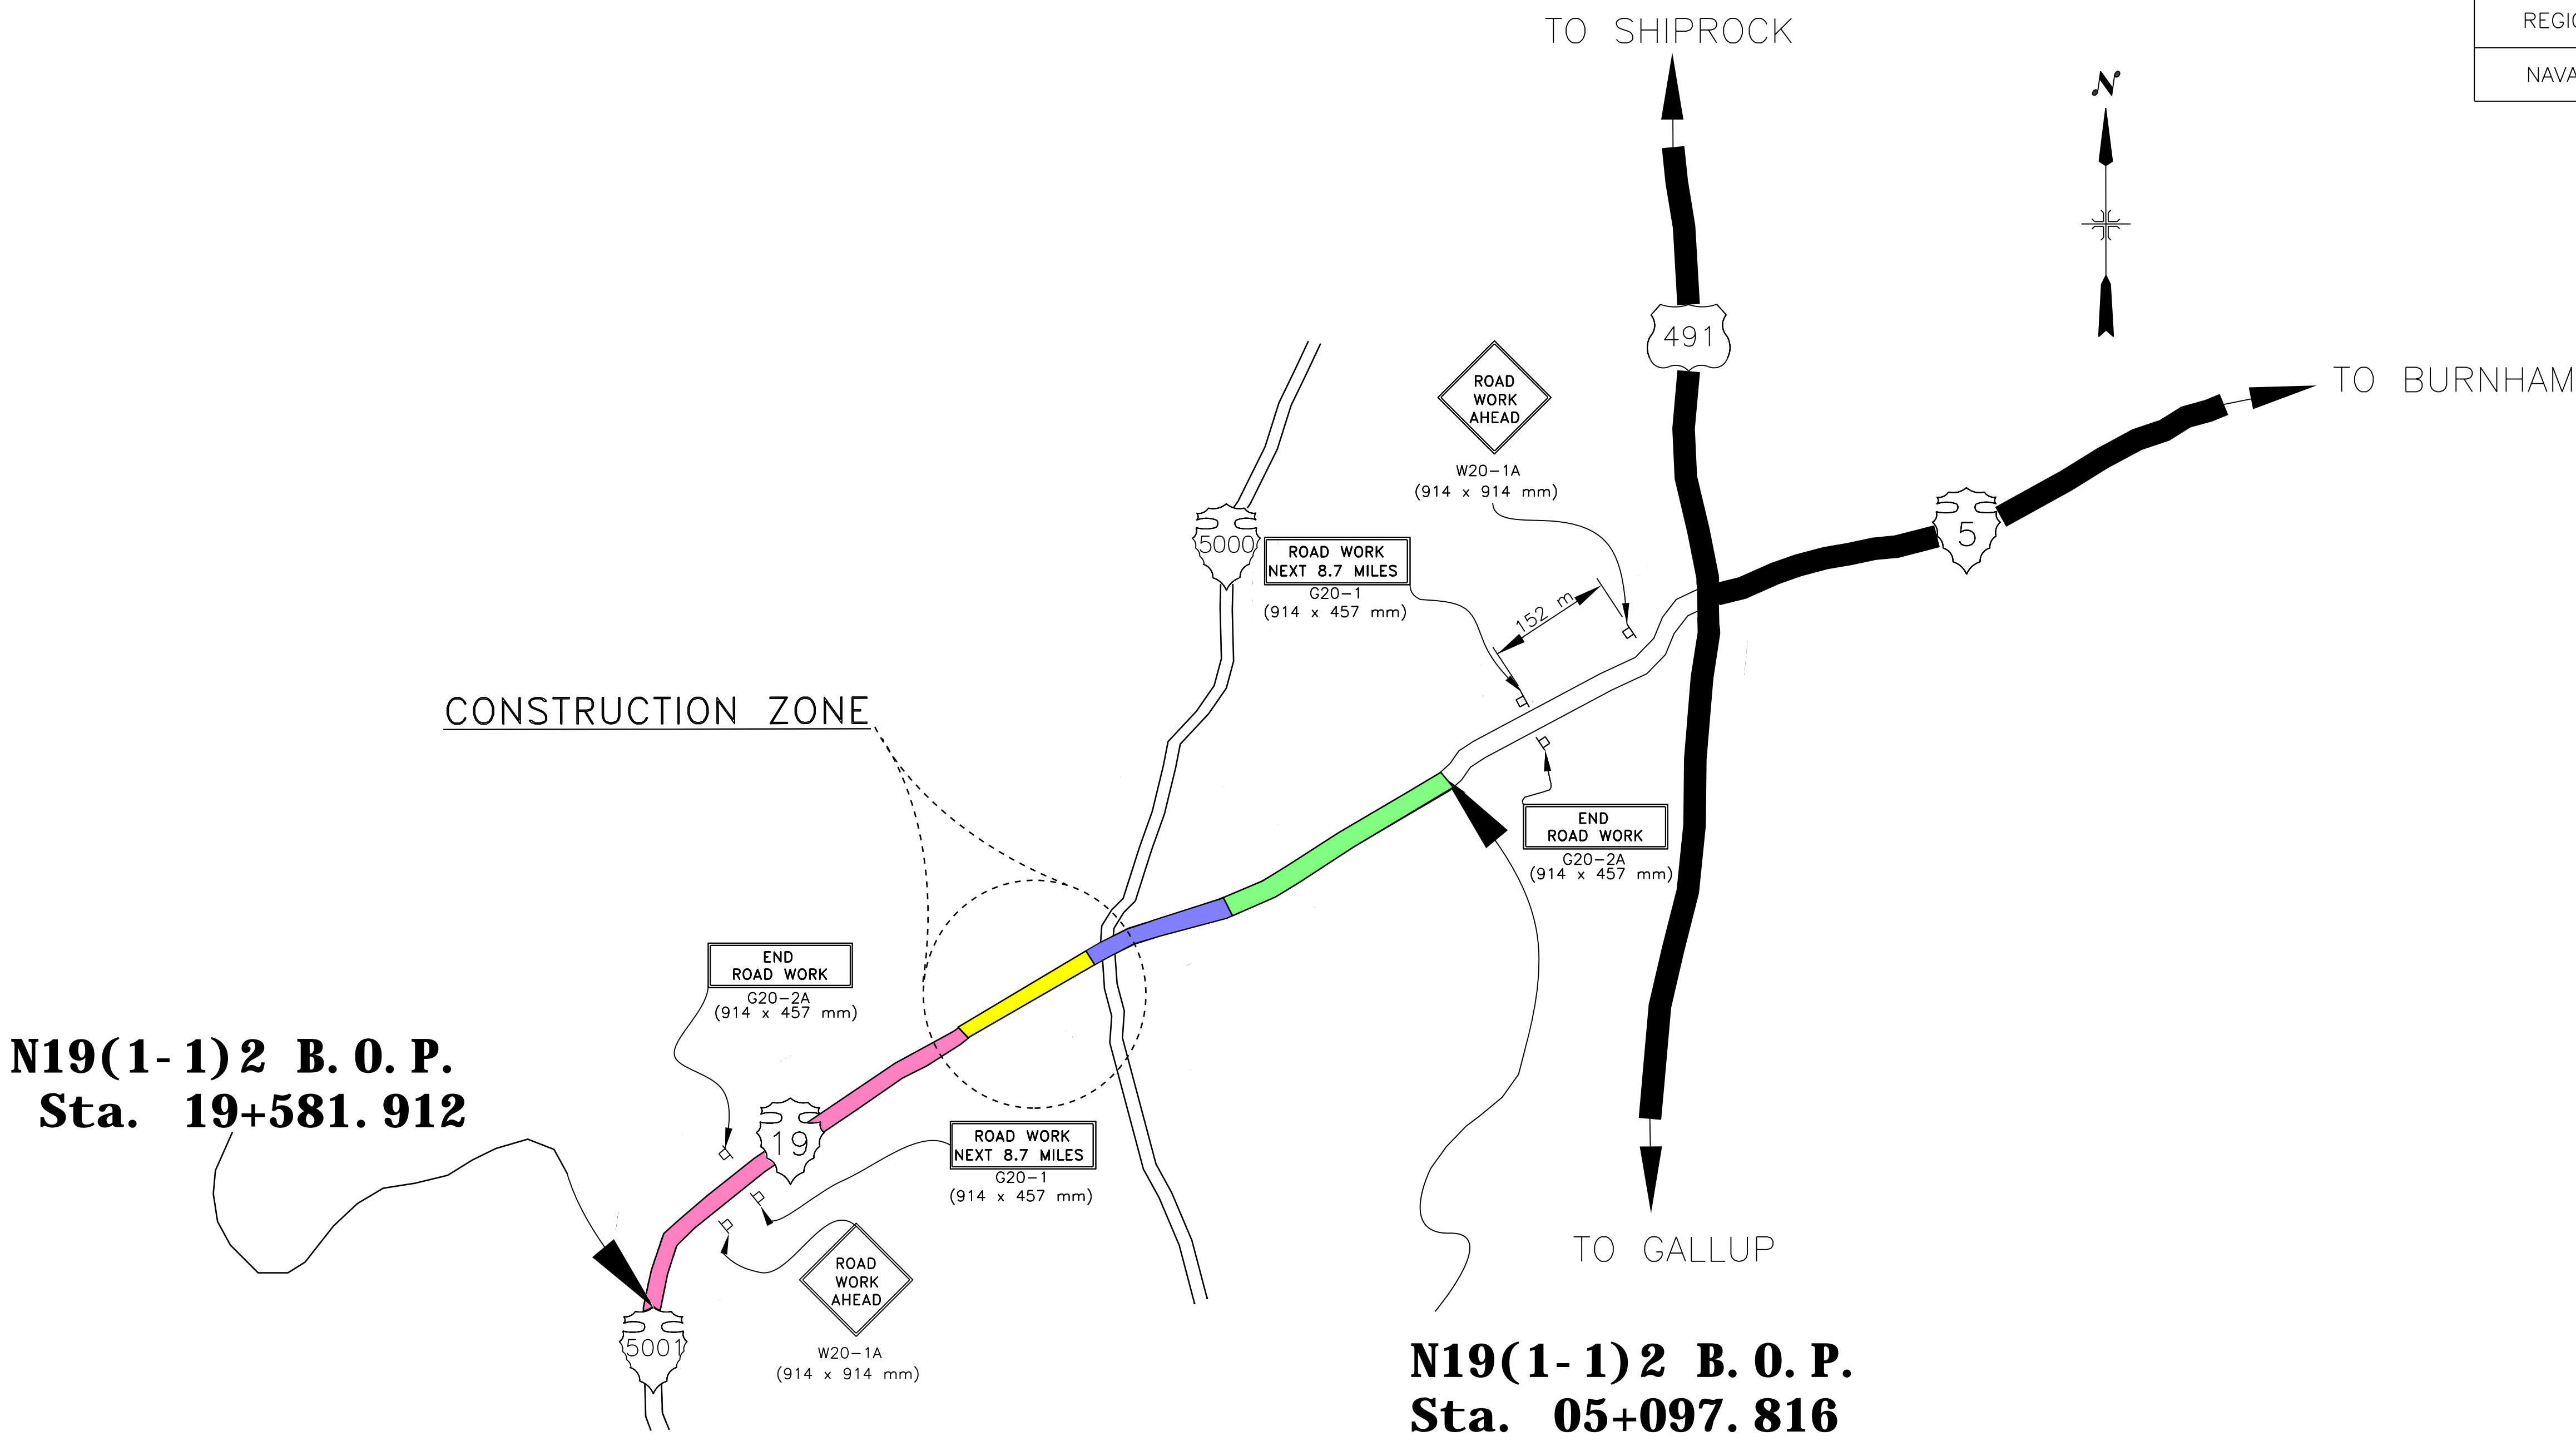 TO SHIPROCK
REGIO
NAVA
N
491
TO BURNHAM
ROAD
WORK
AHEAD
W20-1A
(914 x 914 mm)
5
5000
ROAD WORK
NEXT 8.7 MILES
G20-1
(914 x 457 mm)
152 m
CONSTRUCTION ZONE
END
ROAD WORK
G20-2A
(914 x 457 mm)
END
ROAD WORK
G20-2A
(914 x 457 mm)
N19(1-1)2 B.O.P.
Sta. 19+581.912
19
ROAD WORK
NEXT 8.7 MILES
G20-1
(914 x 457 mm)
TO GALLUP
ROAD
WORK
AHEAD
W20-1A
(914 x 914 mm)
5001
N19(1-1)2 B.O.P.
Sta. 05+097.816